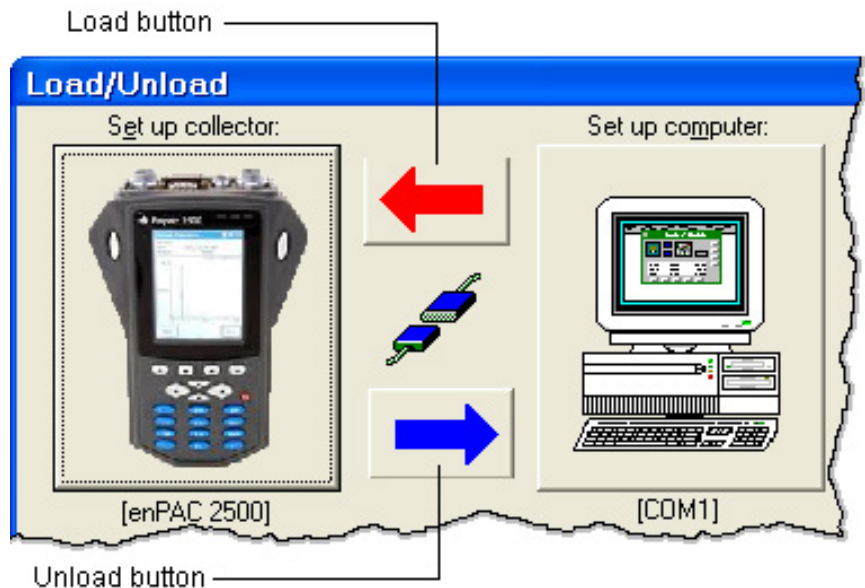 Load button
Load/Unload
Set up collector:
Set up computer:
[enPAC 2500]
[COM1]
Unload button